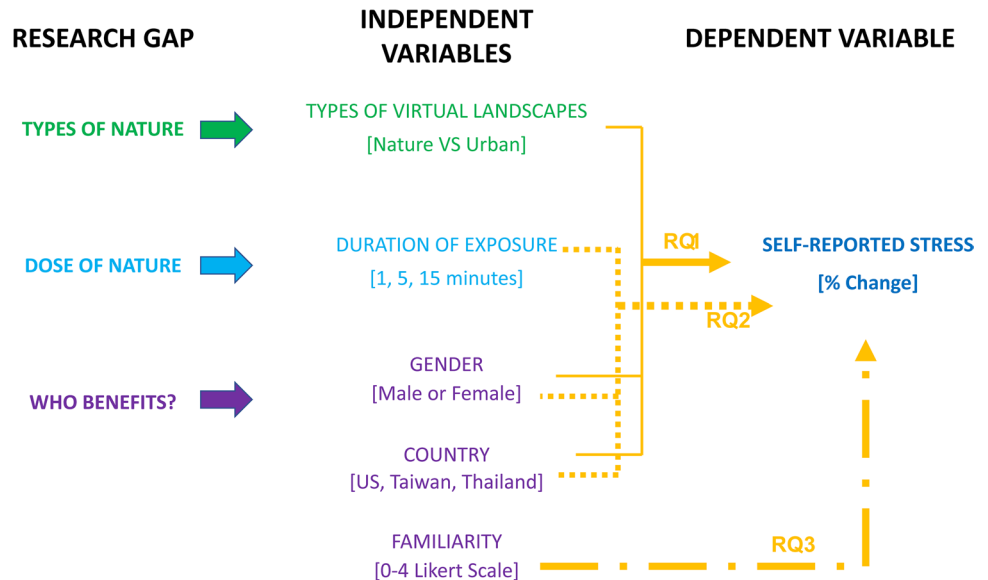 RESEARCH GAP
INDEPENDENT
VARIABLES
DEPENDENT VARIABLE
TYPES OF NATURE
TYPES OF VIRTUAL LANDSCAPES
[Nature VS Urban]
DOSE OF NATURE
DURATION OF EXPOSURE
[1, 5, 15 minutes]
RQ1
SELF-REPORTED STRESS
[% Change]
RQ2
WHO BENEFITS?
GENDER
[Male or Female]
COUNTRY
[US, Taiwan, Thailand]
FAMILIARITY
[0-4 Likert Scale]
RQ3